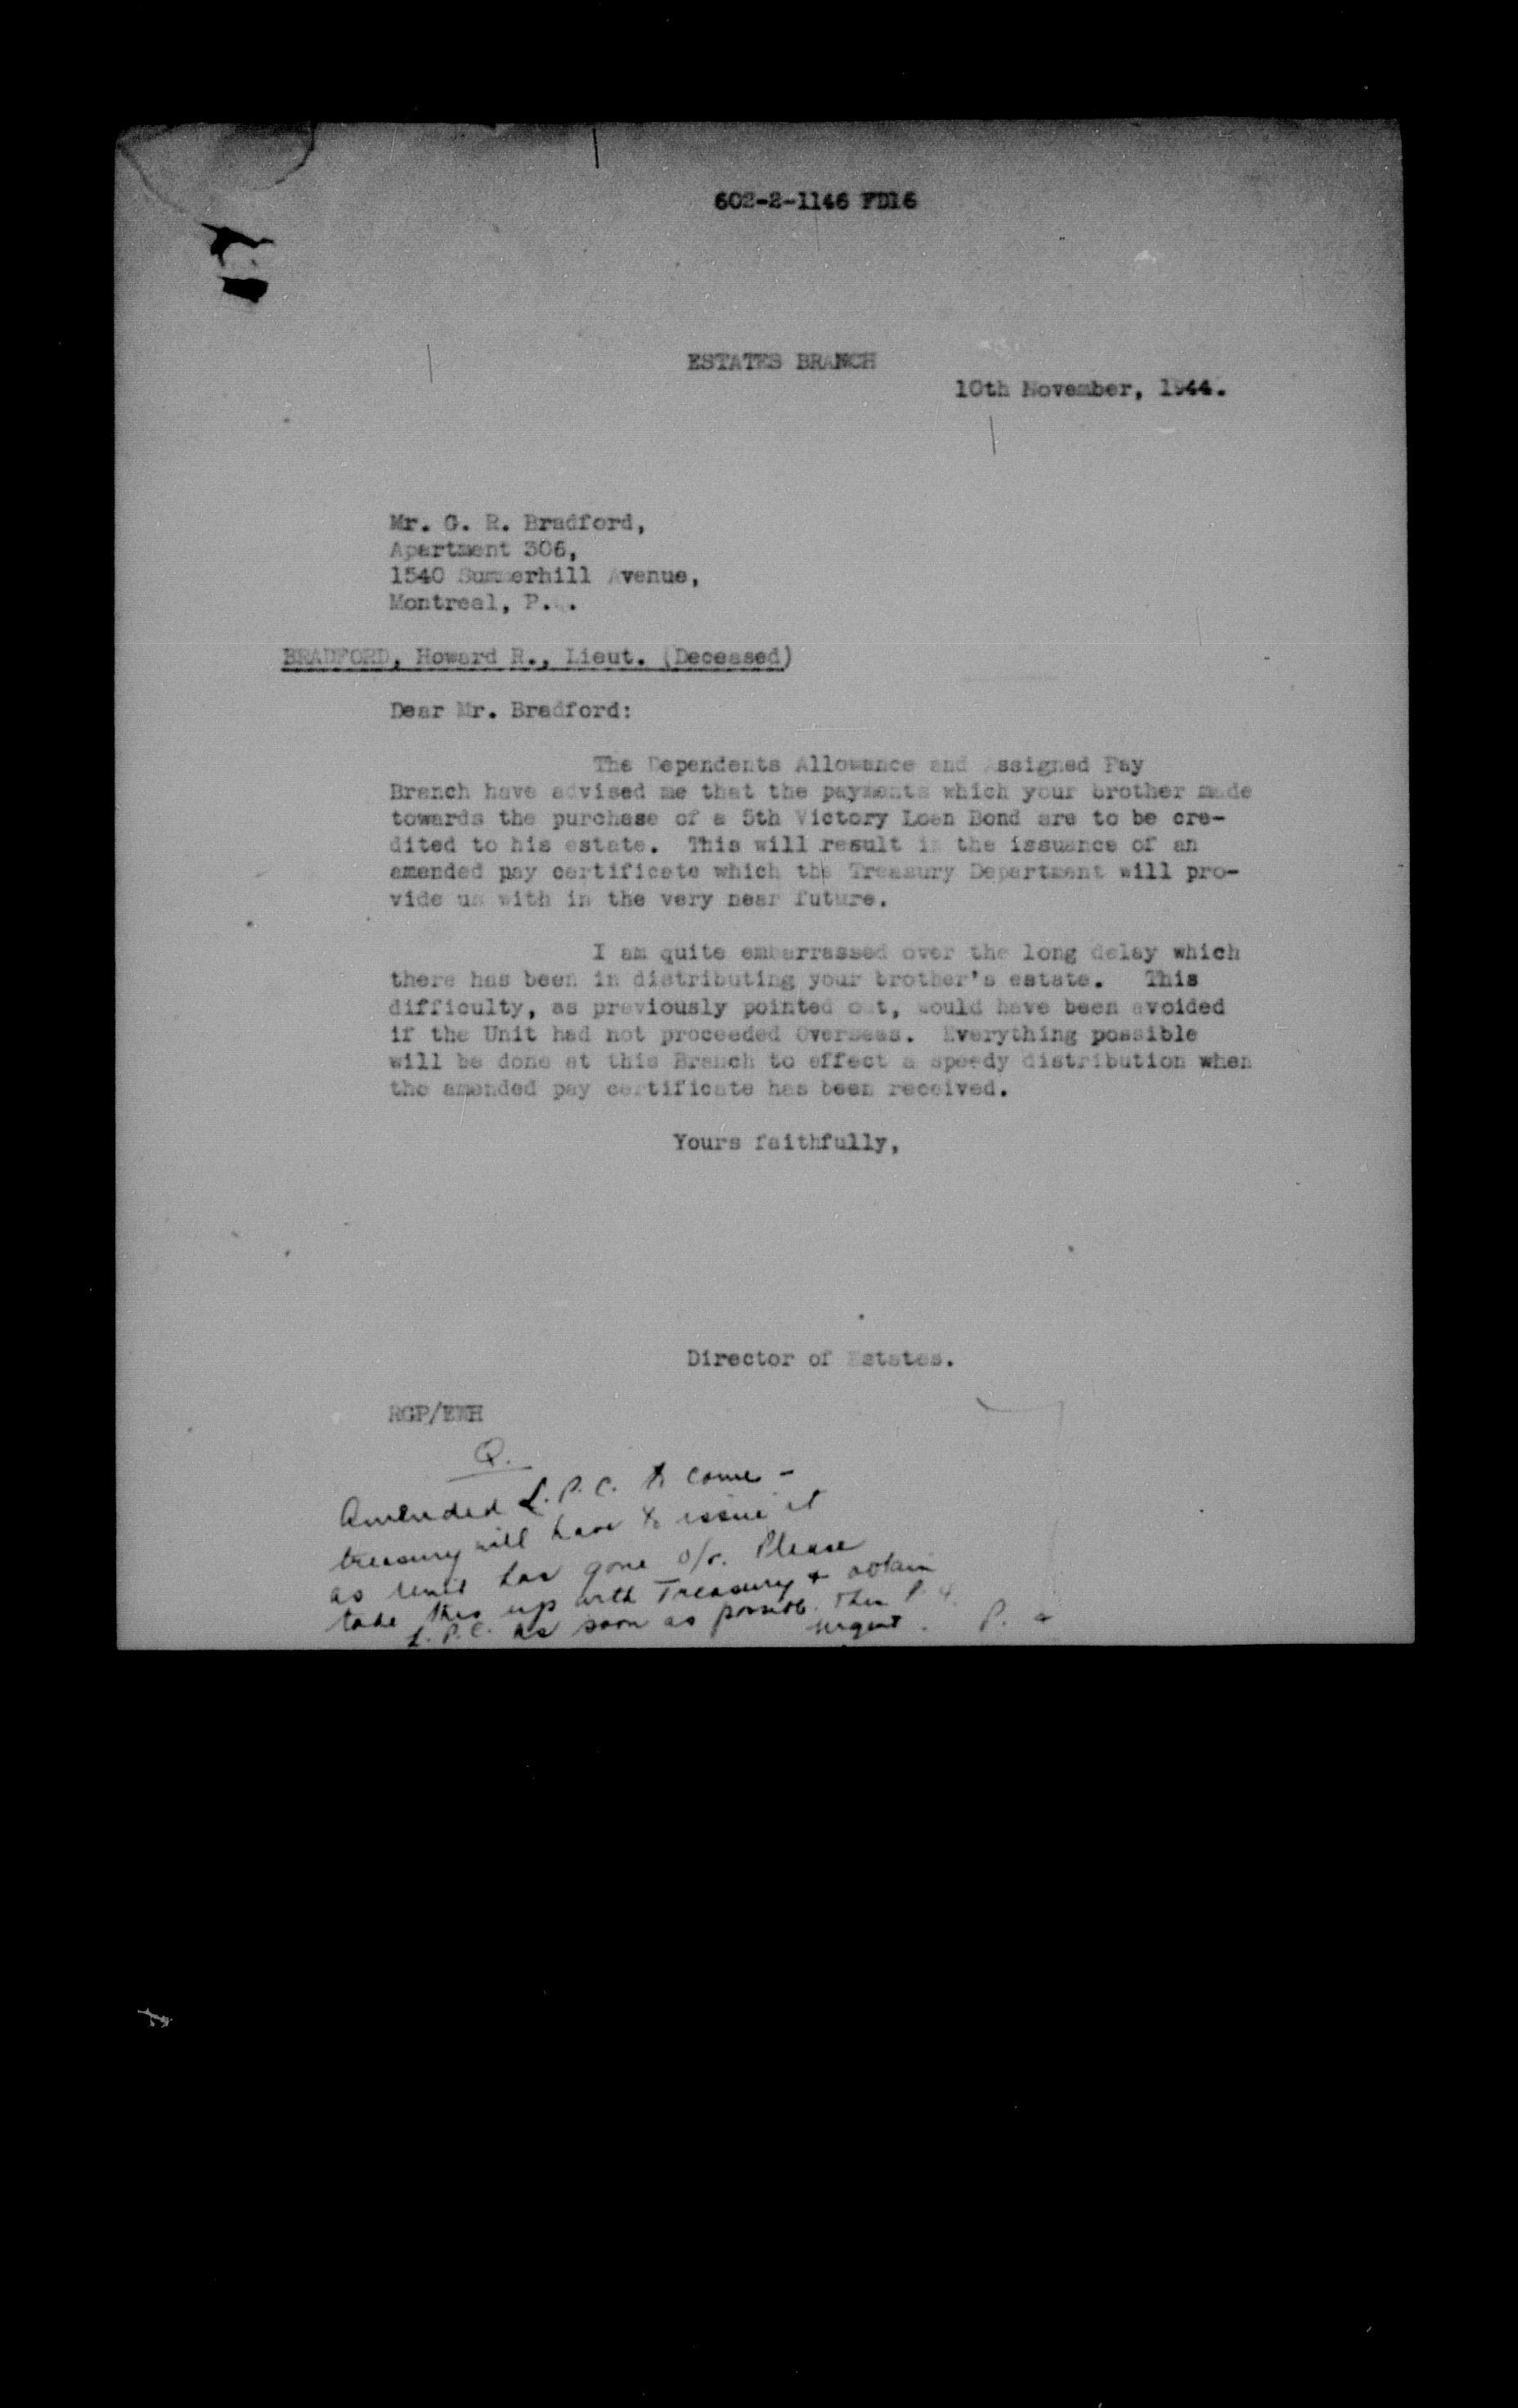 602-2-1146 FD16
ESTATES BRANCH
10th November, 1944.
Mr. G. R. Bradford,
Apartment 306,
1540 Summerhill Avenue,
Montreal, P. .
BRADFORD, Howard R., Lieut. (Deceased)
Dear Mr. Bradford:
The Dependents Allowance and Assigned Pay
Branch have advised me that the payments which your brother made
towards the purchase of a 5th Victory Loan Bond are to be cre-
dited to his estate. This will result in the issuance of an
amended pay certificate which the Treasury Department will pro-
vide us with in the very near future.
I am quite embarrassed over the long delay which
there has been in distributing your brother's estate. This
difficulty, as previously pointed out, would have been avoided
if the Unit had not proceeded Overseas. Everything possible
will be done at this Branch to effect a speedy distribution when
the amended pay certificate has been received.
Yours faithfully,
Director of Estates.
RGP/EWH
Q.
Amended L.P.C. to come -
treasury will have to issue it
as unit has gone o/s. Please
take this up with Treasury + obtain
L.P.C. as soon as possible. This
urgent.